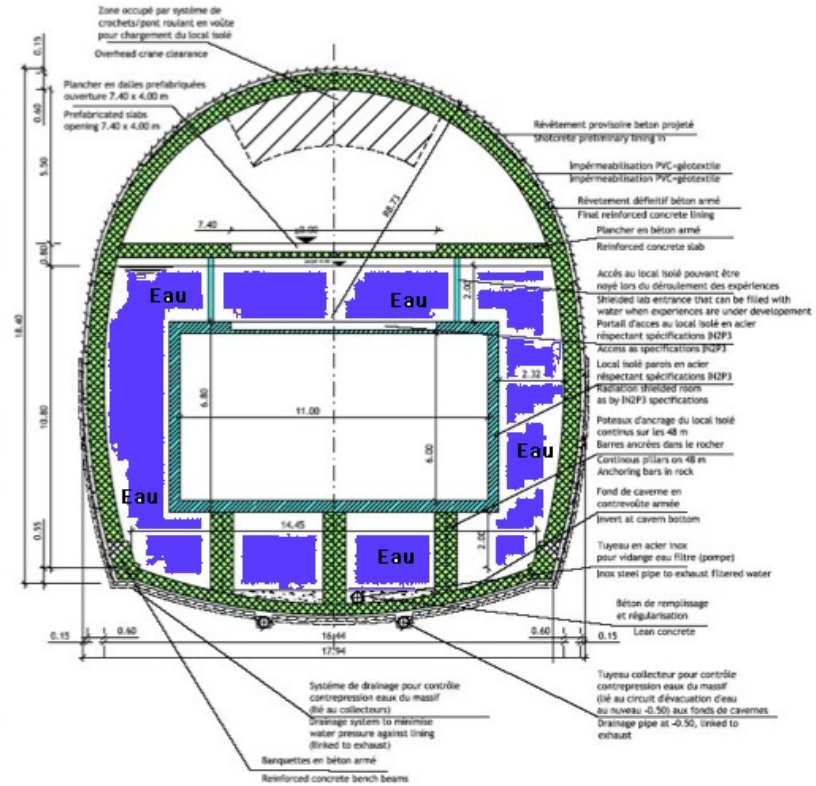 Zone occupé par système de
crochets/pont roulant en voûte
pour chargement du local isolé
Overhead crane clearance
Plancher en dalles prefabriquées
ouverture 7.40 x 4.00 m
Prefabricated slabs
opening 7.40 x 4.00 m
Révêtement provisoire beton projeté
Shotcrete preliminary lining in
Impérmeabilisation PVC-géotextile
Impérmeabilisation PVC-géotextile
Révetement définitif béton armé
Final reinforced concrete lining
Plancher en béton armé
Reinforced concrete slab
Accés au local isolé pouvant être
noyé lors du déroulement des expériences
Shielded lab entrance that can be filled with
water when experiences are under developement
Portail d'acces au local isolé en acier
réspectant spécifications IN2P3
Access as specifications IN2P3
Local isolé parois en acier
réspectant spécifications IN2P3
Radiation shielded room
as by IN2P3 specifications
Poteaux d'ancrage du local isolé
continus sur les 48 m
Barres ancrées dans le rocher
Continous pillars on 48 m
Anchoring bars in rock
Fond de caverne en
contrevoûte armée
Invert at cavern bottom
Tuyeau en acier inox
pour vidange eau filtre (pompe)
Inox steel pipe to exhaust filtered water
Béton de remplissage
et régularisation
Lean concrete
Tuyeau collecteur pour contrôle
contrepression eaux du massif
(lié au circuit d'évacuation d'eau
au nuveau -0.50) aux fonds de cavernes
Drainage pipe at -0.50, linked to
exhaust
Système de drainage pour contrôle
contrepression eaux du massif
(lié au collecteurs)
Drainage system to minimise
water pressure against lining
(linked to exhaust)
Banquettes en béton armé
Reinforced concrete bench beams
0.15
0.60
5.50
0.80
18.40
10.80
0.55
R8.73
7.40
Eau
Eau
2.00
2.32
6.80
11.00
6.00
Eau
Eau
14.45
2.00
Eau
0.15
0.60
16.44
0.60
0.15
17.94